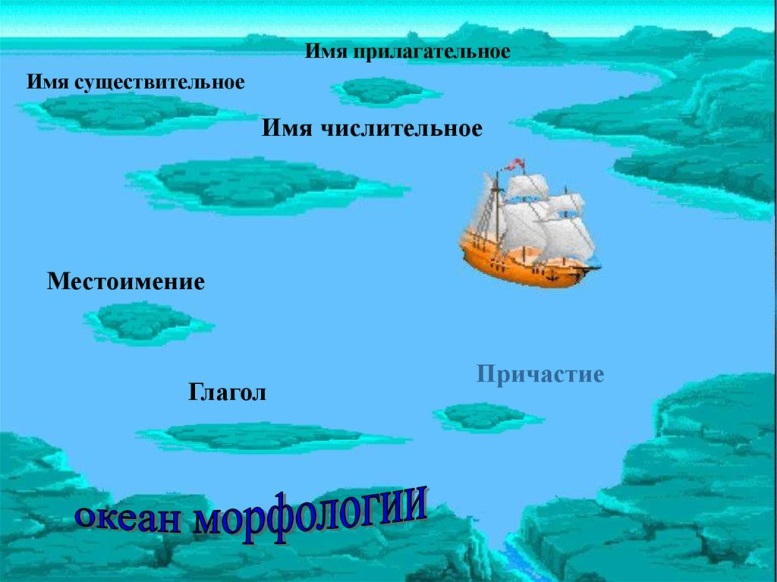 Имя прилагательное
Имя существительное
Имя числительное
Местоимение
Причастие
Глагол
океан морфологии